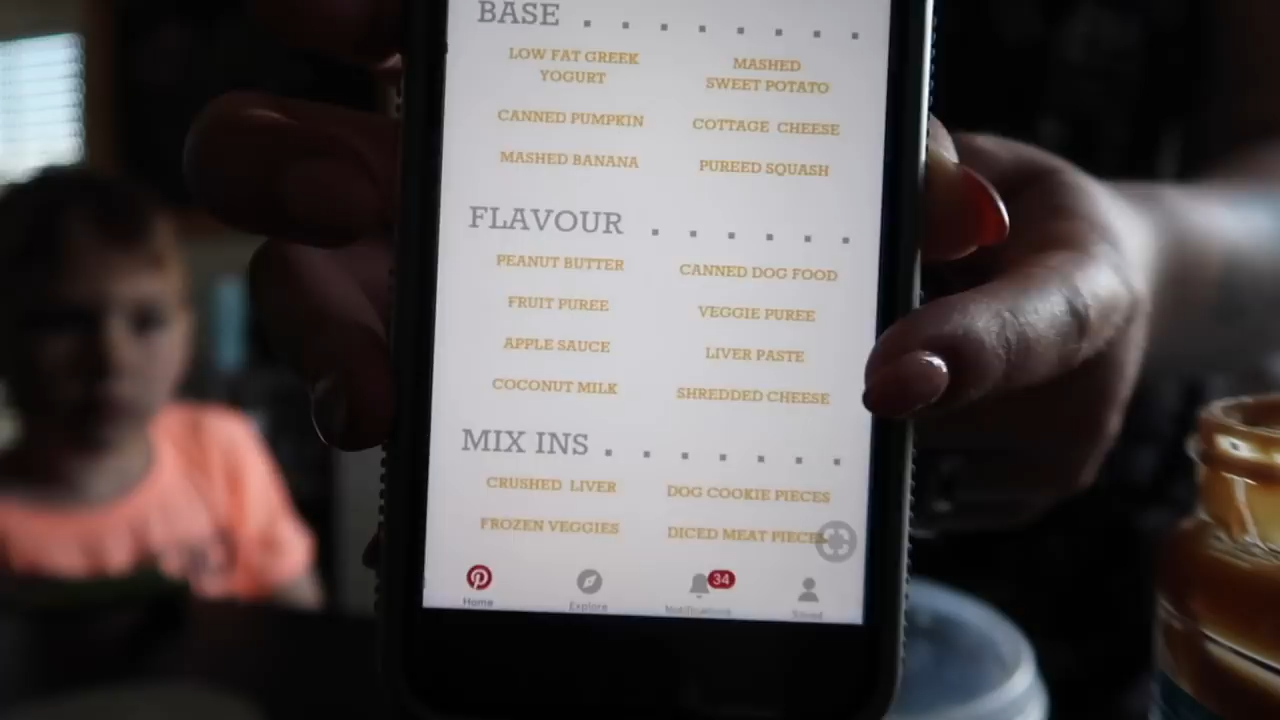 BASE . . . . . . . .
LOW FAT GREEK
YOGURT
MASHED
SWEET POTATO
CANNED PUMPKIN
COTTAGE CHEESE
MASHED BANANA
PUREED SQUASH
FLAVOUR . . . . . .
PEANUT BUTTER
CANNED DOG FOOD
FRUIT PUREE
VEGGIE PUREE
APPLE SAUCE
LIVER PASTE
COCONUT MILK
SHREDDED CHEESE
MIX INS . . . . . . .
CRUSHED LIVER
DOG COOKIE PIECES
FROZEN VEGGIES
DICED MEAT PIECES
34
Home
Explore
Notifications
Saved